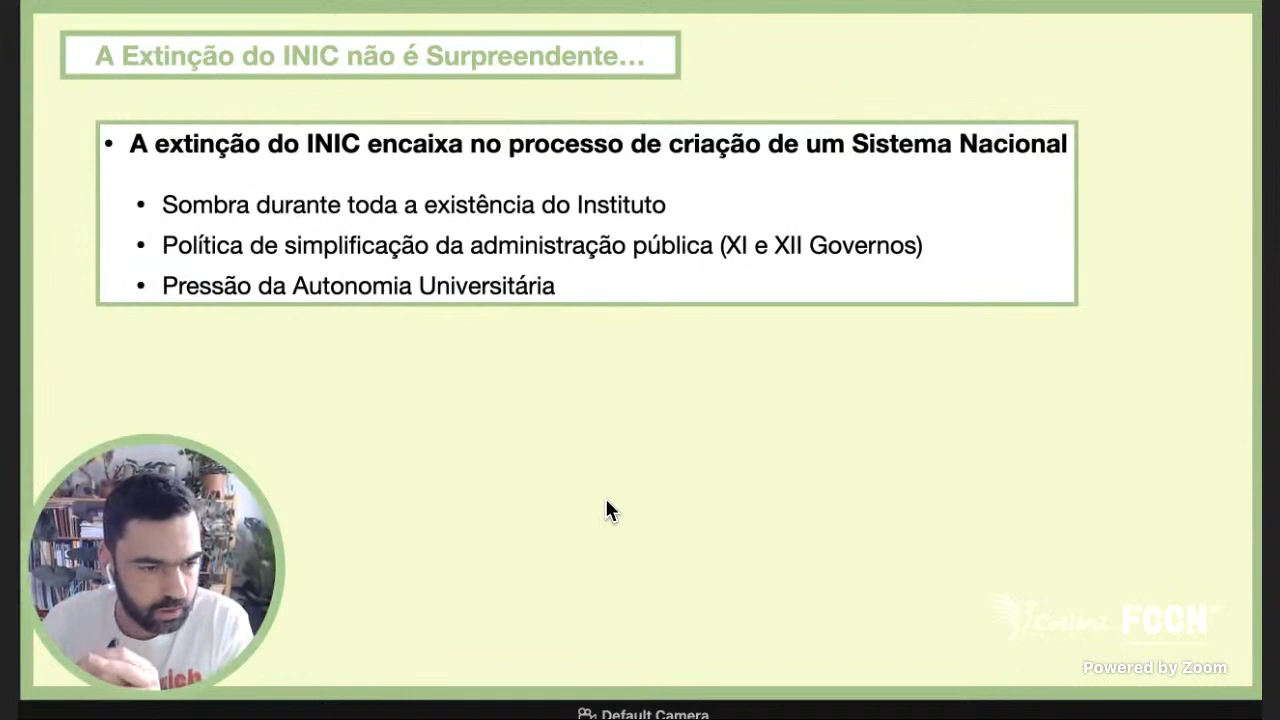 A Extinção do INIC não é Surpreendente...
• A extinção do INIC encaixa no processo de criação de um Sistema Nacional
• Sombra durante toda a existência do Instituto
• Política de simplificação da administração pública (XI e XII Governos)
• Pressão da Autonomia Universitária
rich
Colibri FCCN
Powered by Zoom
Default Camera